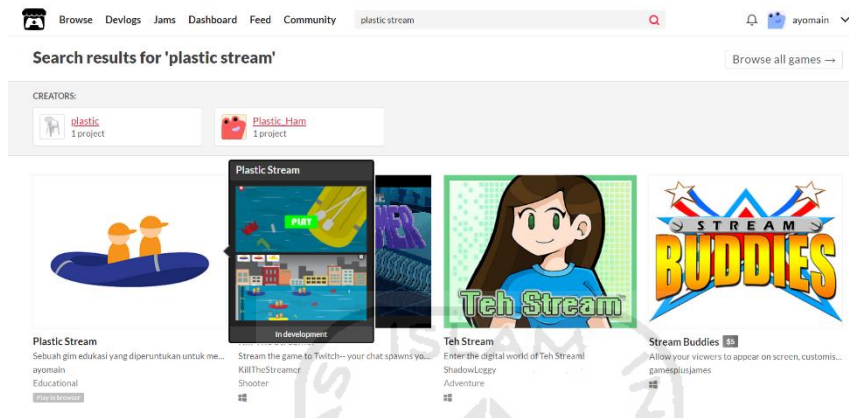 Browse Devlogs Jams Dashboard Feed Community plastic stream ayomain
Search results for 'plastic stream'
Browse all games →
CREATORS:
plastic
1 project
Plastic_Ham
1 project
Plastic Stream
PLAY
In development
Teh Stream
STREAM
BUDDIES
Plastic Stream
Sebuah gim edukasi yang diperuntukan untuk me...
ayomain
Educational
Play in browser
Stream the game to Twitch-- your chat spawns yo...
KillTheStreamer
Shooter
Teh Stream
Enter the digital world of Teh Stream!
ShadowLeggy
Adventure
Stream Buddies $5
Allow your viewers to appear on screen, customis...
gamesplusjames
ISLAM